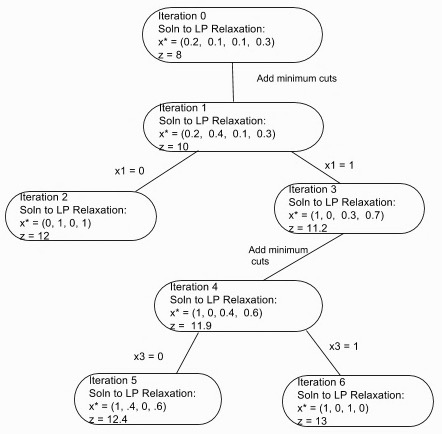 Iteration 0
Soln to LP Relaxation:
x* = (0.2, 0.1, 0.1, 0.3)
z = 8
Add minimum cuts
Iteration 1
Soln to LP Relaxation:
x* = (0.2, 0.4, 0.1, 0.3)
z = 10
x1 = 0
x1 = 1
Iteration 2
Soln to LP Relaxation:
x* = (0, 1, 0, 1)
z = 12
Iteration 3
Soln to LP Relaxation:
x* = (1, 0, 0.3, 0.7)
z = 11.2
Add minimum
cuts
Iteration 4
Soln to LP Relaxation:
x* = (1, 0, 0.4, 0.6)
z = 11.9
x3 = 0
x3 = 1
Iteration 5
Soln to LP Relaxation:
x* = (1, .4, 0, .6)
z = 12.4
Iteration 6
Soln to LP Relaxation:
x* = (1, 0, 1, 0)
z = 13